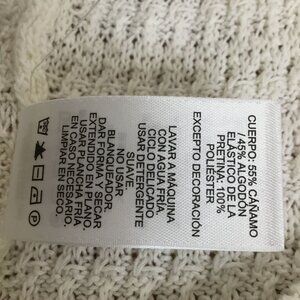 CUERPO: 55% CÁÑAMO
/ 45% ALGODÓN
ELÁSTICO DE LA
PRETINA: 100%
POLIÉSTER
EXCEPTO DECORACIÓN
LAVAR A MÁQUINA
CON AGUA FRÍA
CICLO DELICADO
USAR DETERGENTE
SUAVE.
NO USAR
BLANQUEADOR
DAR FORMA Y SECAR
EXTENDIDO EN PLANO.
USAR PLANCHA FRÍA
EN CASO NECESARIO.
LIMPIAR EN SECO.